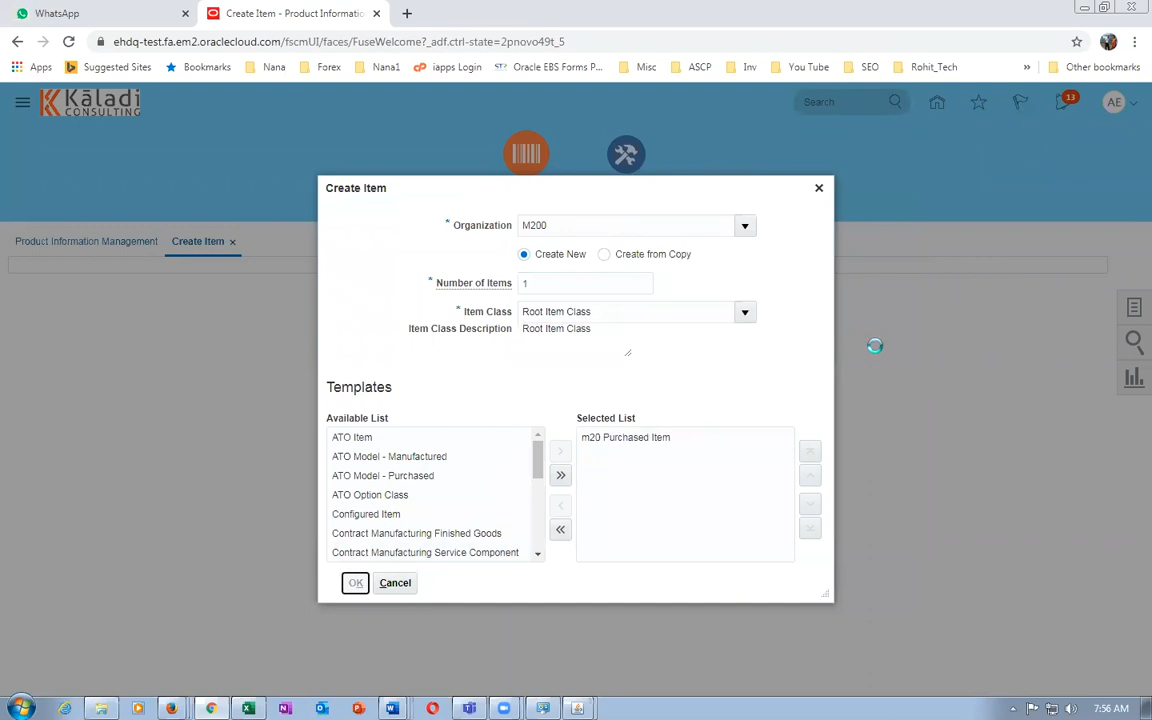 WhatsApp
Create Item - Product Informatio
ehdq-test.fa.em2.oraclecloud.com/fscmUI/faces/FuseWelcome?_adf.ctrl-state=2pnovo49t_5
Apps Suggested Sites Bookmarks Nana Forex Nana1 iapps Login Oracle EBS Forms P... Misc ASCP Inv You Tube SEO Rohit_Tech » Other bookmarks
Kāladi
CONSULTING
Search
13
AE
Create Item
* Organization M200
Create New Create from Copy
Product Information Management Create Item
* Number of Items 1
* Item Class Root Item Class
Item Class Description Root Item Class
Templates
Available List
Selected List
ATO Item
ATO Model - Manufactured
ATO Model - Purchased
ATO Option Class
Configured Item
Contract Manufacturing Finished Goods
Contract Manufacturing Service Component
m20 Purchased Item
OK Cancel
7:56 AM